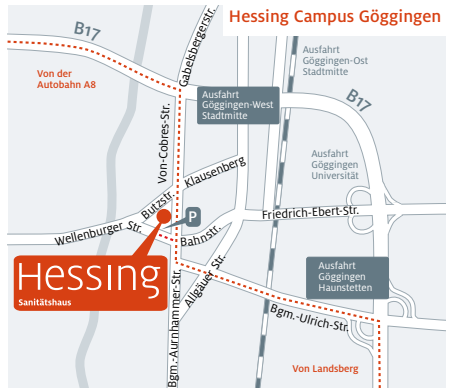 Hessing Campus Göggingen
B17
Gabelsbergerstr.
Ausfahrt
Göggingen-Ost
Stadtmitte
Von der
Autobahn A8
Ausfahrt
Göggingen-West
Stadtmitte
B17
Von-Cobres-Str.
Klausenberg
Ausfahrt
Göggingen
Universität
Butzstr.
P
Friedrich-Ebert-Str.
Wellenburger Str.
Bahnstr.
Hessing
Sanitätshaus
Allgäuer Str.
Ausfahrt
Göggingen
Haunstetten
Bgm.-Aurnhammer-Str.
Bgm.-Ulrich-Str.
Von Landsberg